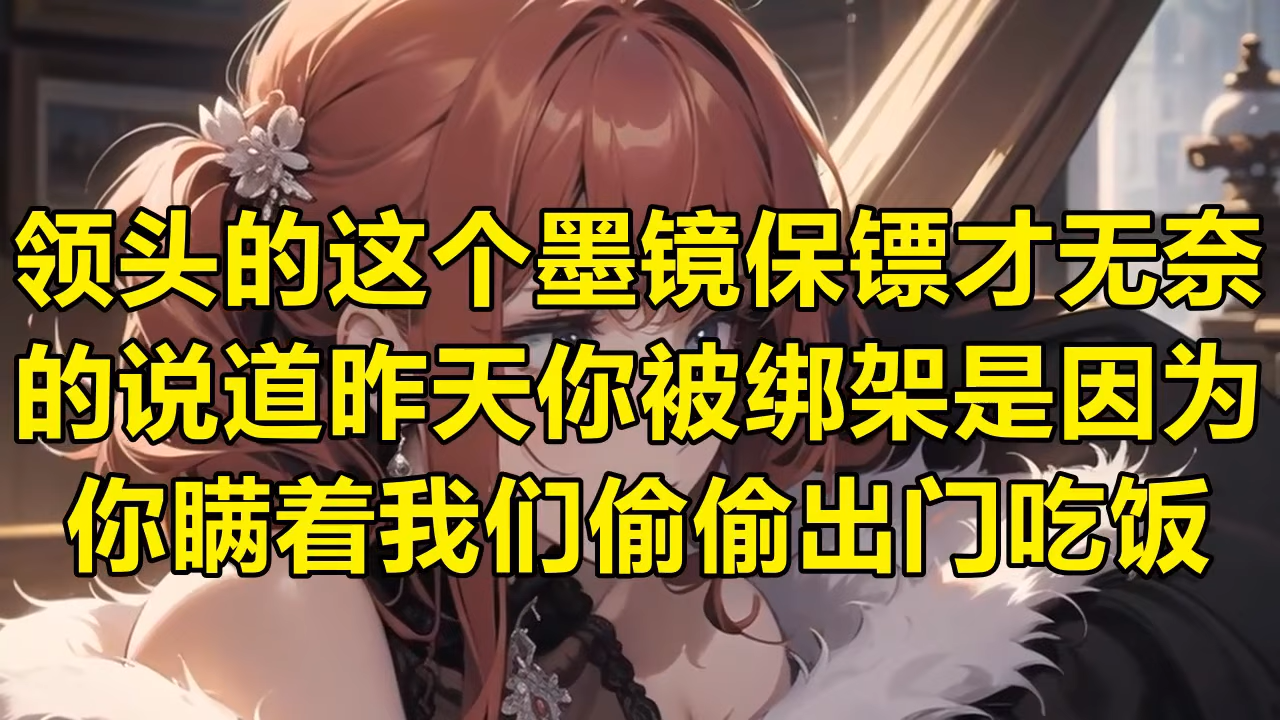 领头的这个墨镜保镖才无奈
的说道昨天你被绑架是因为
你瞒着我们偷偷出门吃饭